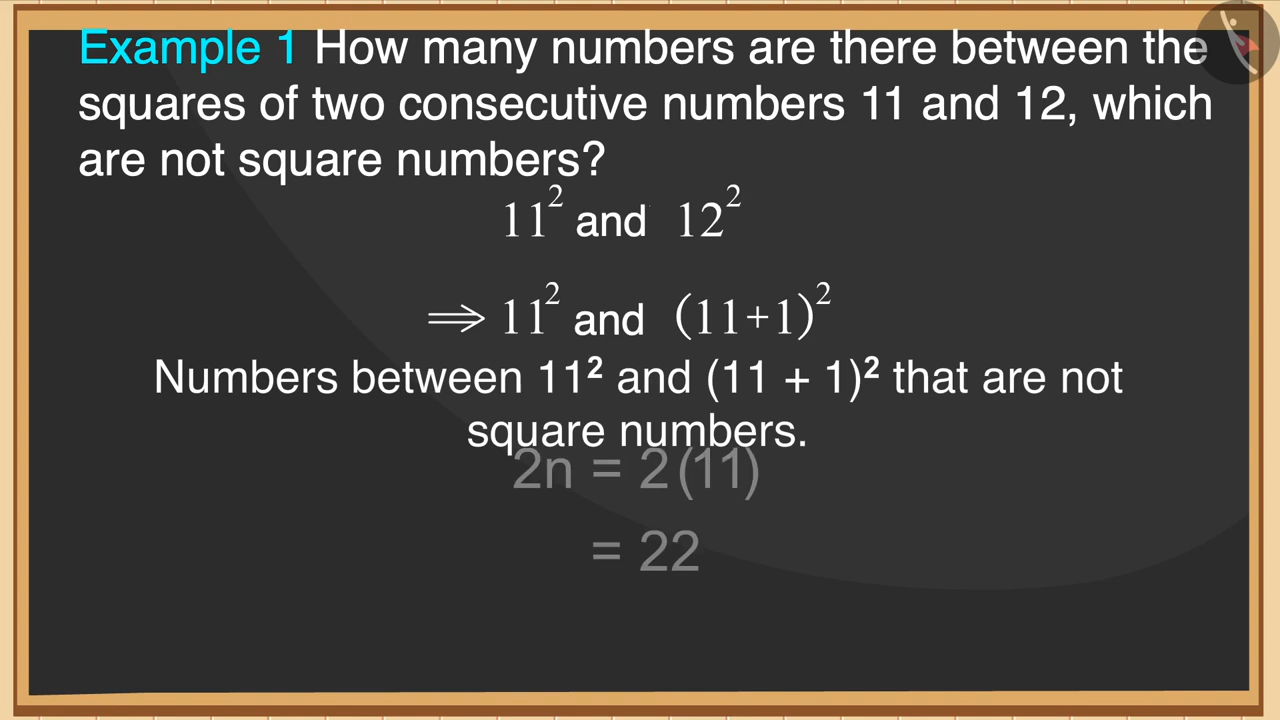 Example 1 How many numbers are there between the
squares of two consecutive numbers 11 and 12, which
are not square numbers?
11² and 12²
⟹ 11² and (11+1)²
Numbers between 11² and (11 + 1)² that are not
square numbers.
2n = 2(11)
= 22